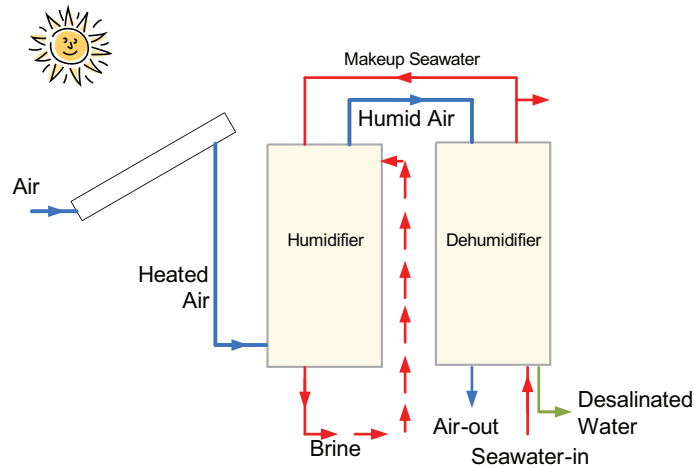 Makeup Seawater
Humid Air
Air
Humidifier
Dehumidifier
Heated
Air
Brine
Air-out
Seawater-in
Desalinated
Water